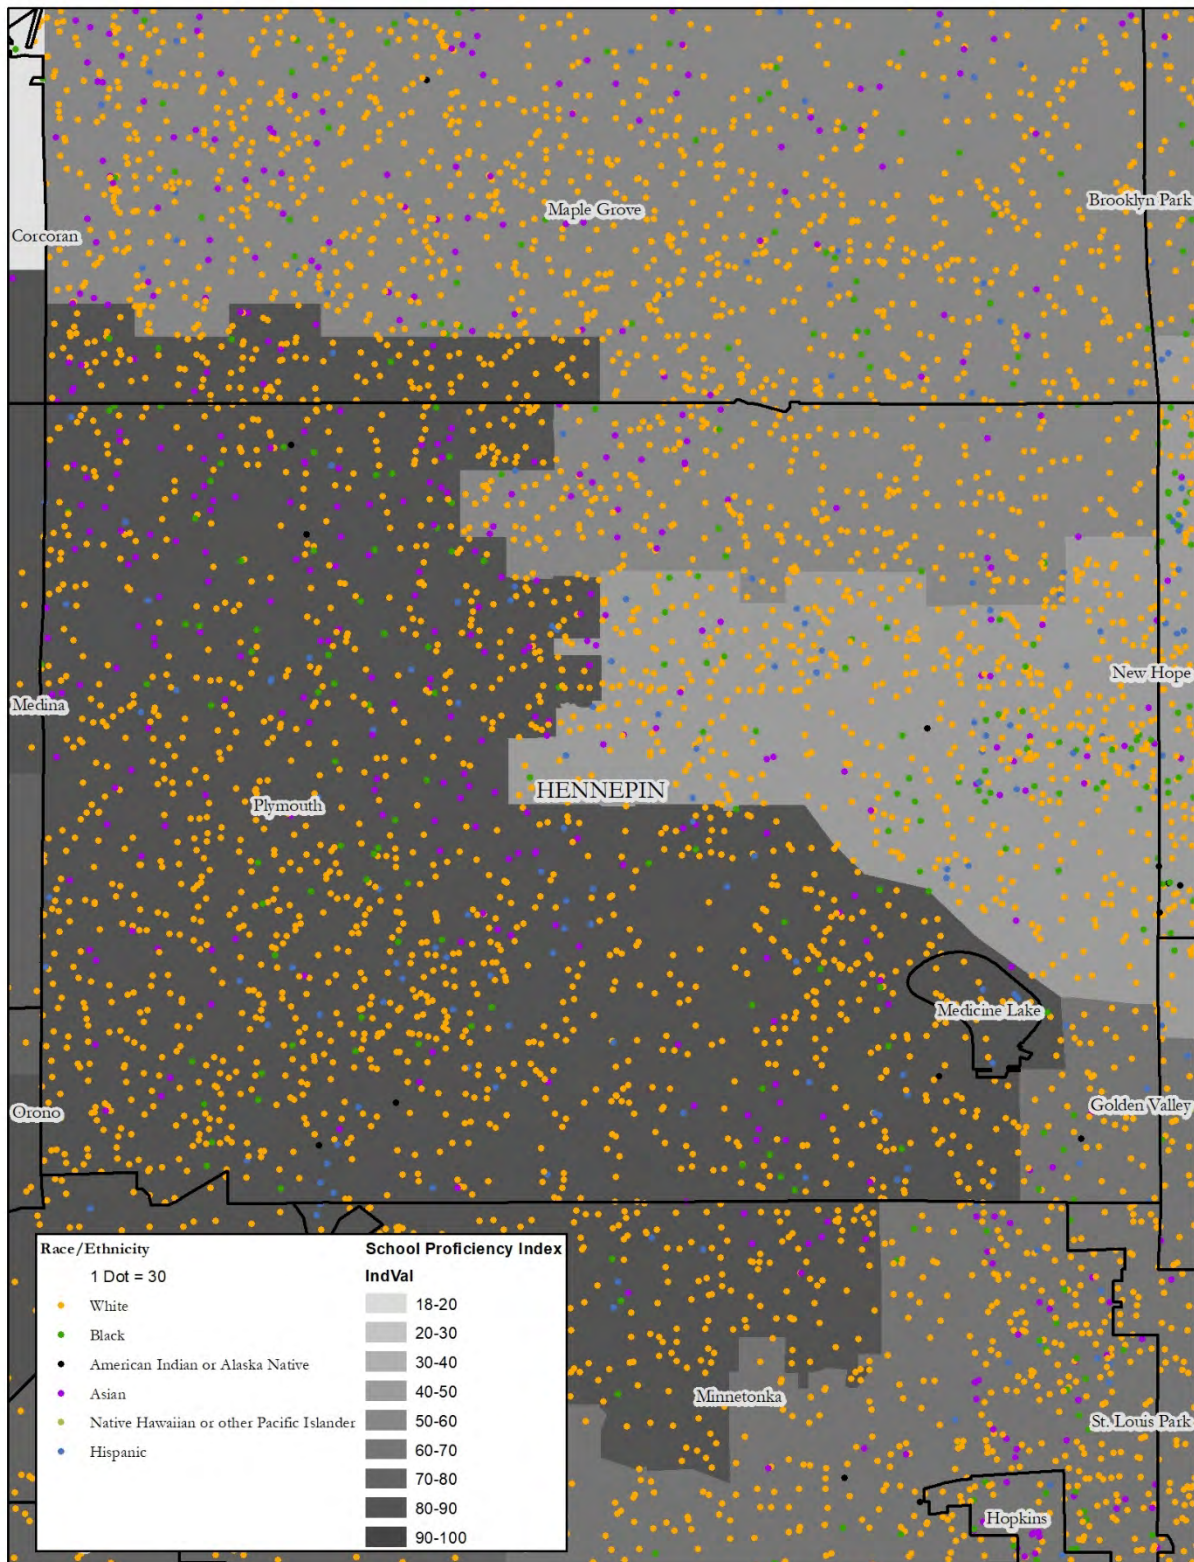 Maple Grove
Brooklyn Park
Corcoran
New Hope
Medina
HENNEPIN
Plymouth
Medicine Lake
Golden Valley
Orono
Race/Ethnicity
1 Dot = 30
White
Black
American Indian or Alaska Native
Asian
Native Hawaiian or other Pacific Islander
Hispanic
School Proficiency Index
IndVal
18-20
20-30
30-40
40-50
50-60
60-70
70-80
80-90
90-100
Minnetonka
St. Louis Park
Hopkins